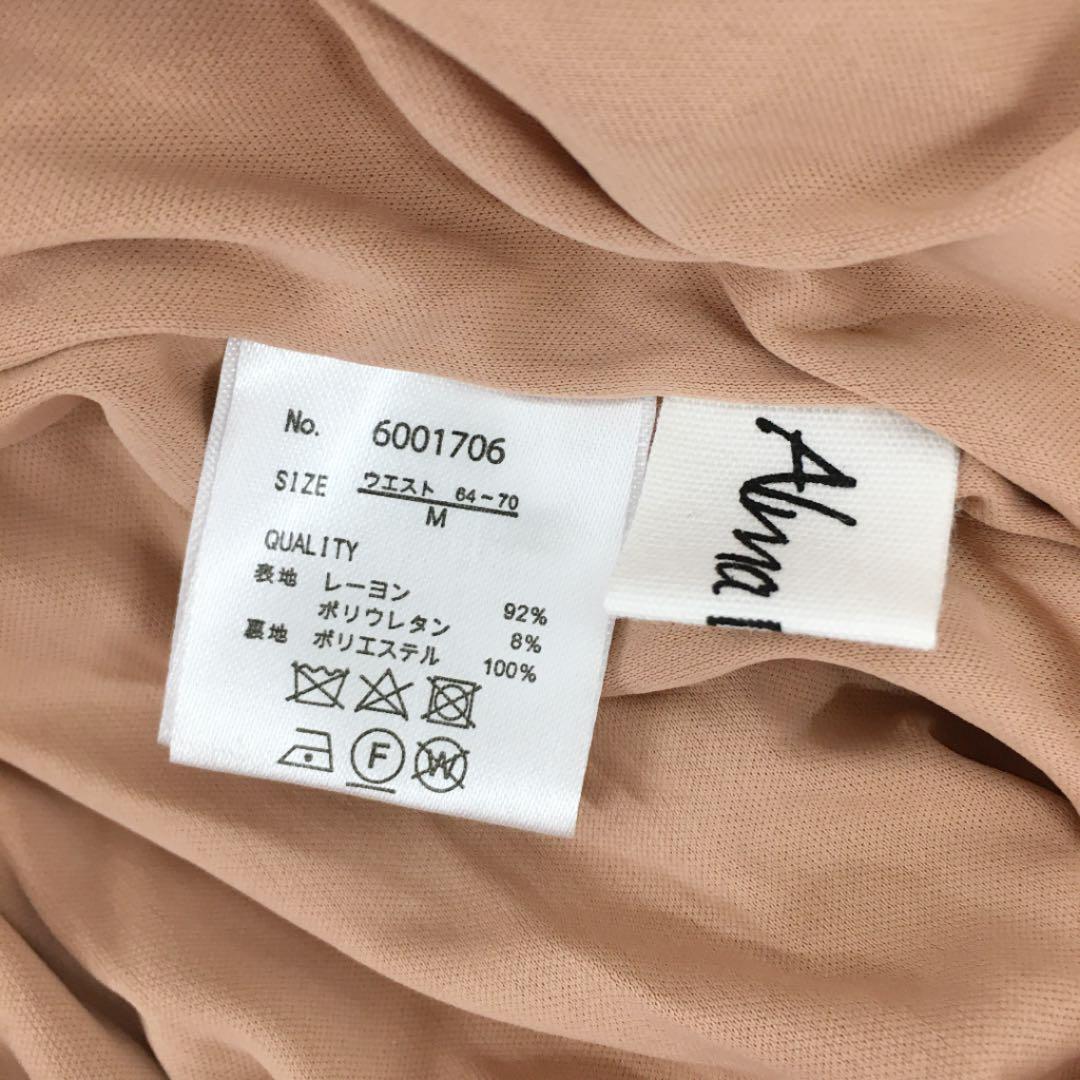 No. 6001706
SIZE ウエスト 64-70
M
QUALITY
表地 レーヨン 92%
ポリウレタン 8%
裏地 ポリエステル 100%
F
W
Alma